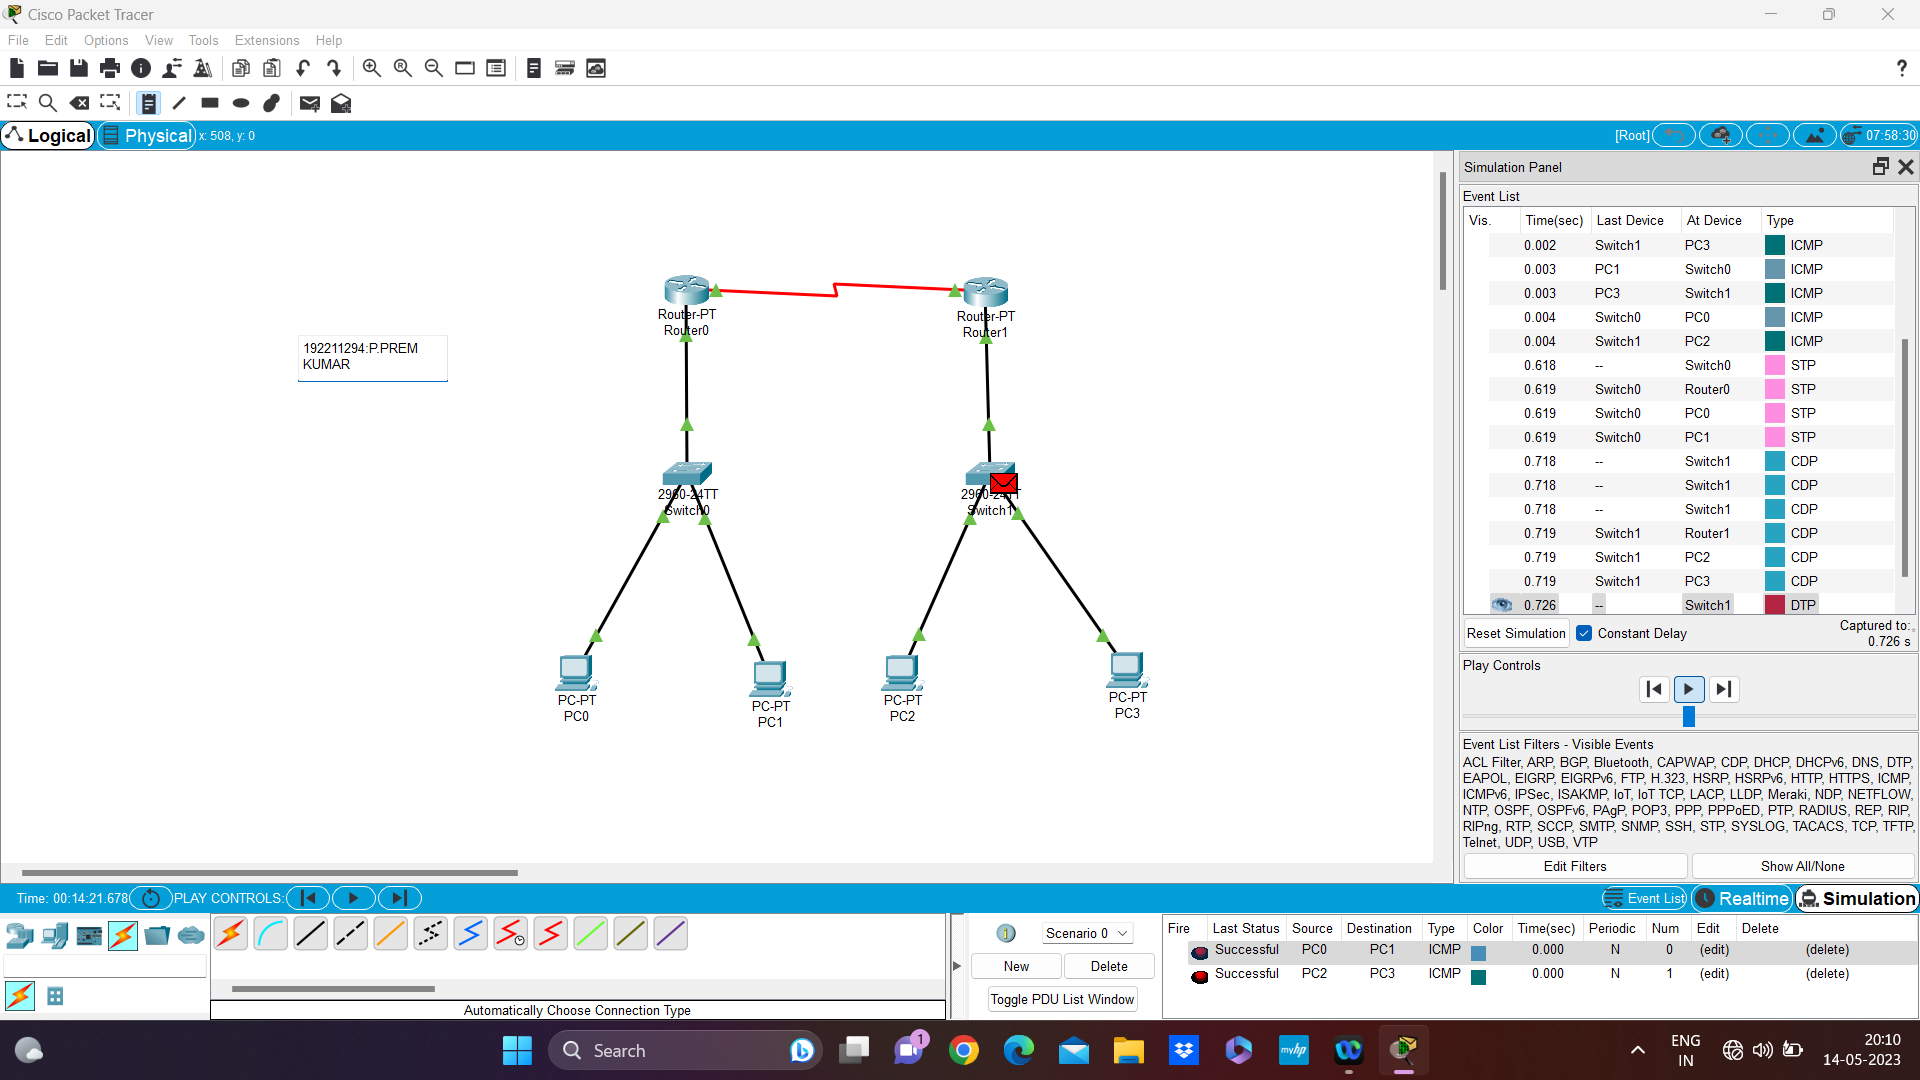 Cisco Packet Tracer
File Edit Options View Tools Extensions Help
?
Logical Physical x: 508, y: 0 [Root] 07:58:30
192211294:P.PREM
KUMAR
Router-PT
Router0
Router-PT
Router1
2960-24TT
Switch0
2960-24TT
Switch1
PC-PT
PC0
PC-PT
PC1
PC-PT
PC2
PC-PT
PC3
Simulation Panel
Event List
Vis. Time(sec) Last Device At Device Type
0.002 Switch1 PC3 ICMP
0.003 PC1 Switch0 ICMP
0.003 PC3 Switch1 ICMP
0.004 Switch0 PC0 ICMP
0.004 Switch1 PC2 ICMP
0.618 -- Switch0 STP
0.619 Switch0 Router0 STP
0.619 Switch0 PC0 STP
0.619 Switch0 PC1 STP
0.718 -- Switch1 CDP
0.718 -- Switch1 CDP
0.718 -- Switch1 CDP
0.719 Switch1 Router1 CDP
0.719 Switch1 PC2 CDP
0.719 Switch1 PC3 CDP
0.726 -- Switch1 DTP
Reset Simulation Constant Delay Captured to:
0.726 s
Play Controls
Event List Filters - Visible Events
ACL Filter, ARP, BGP, Bluetooth, CAPWAP, CDP, DHCP, DHCPv6, DNS, DTP,
EAPOL, EIGRP, EIGRPv6, FTP, H.323, HSRP, HSRPv6, HTTP, HTTPS, ICMP,
ICMPv6, IPSec, ISAKMP, IoT, IoT TCP, LACP, LLDP, Meraki, NDP, NETFLOW,
NTP, OSPF, OSPFv6, PAgP, POP3, PPP, PPPoED, PTP, RADIUS, REP, RIP,
RIPng, RTP, SCCP, SMTP, SNMP, SSH, STP, SYSLOG, TACACS, TCP, TFTP,
Telnet, UDP, USB, VTP
Edit Filters Show All/None
Time: 00:14:21.678 PLAY CONTROLS: Event List Realtime Simulation
Automatically Choose Connection Type
Scenario 0
New Delete
Toggle PDU List Window
Fire Last Status Source Destination Type Color Time(sec) Periodic Num Edit Delete
Successful PC0 PC1 ICMP 0.000 N 0 (edit) (delete)
Successful PC2 PC3 ICMP 0.000 N 1 (edit) (delete)
Search
1
myhp
ENG
IN
20:10
14-05-2023